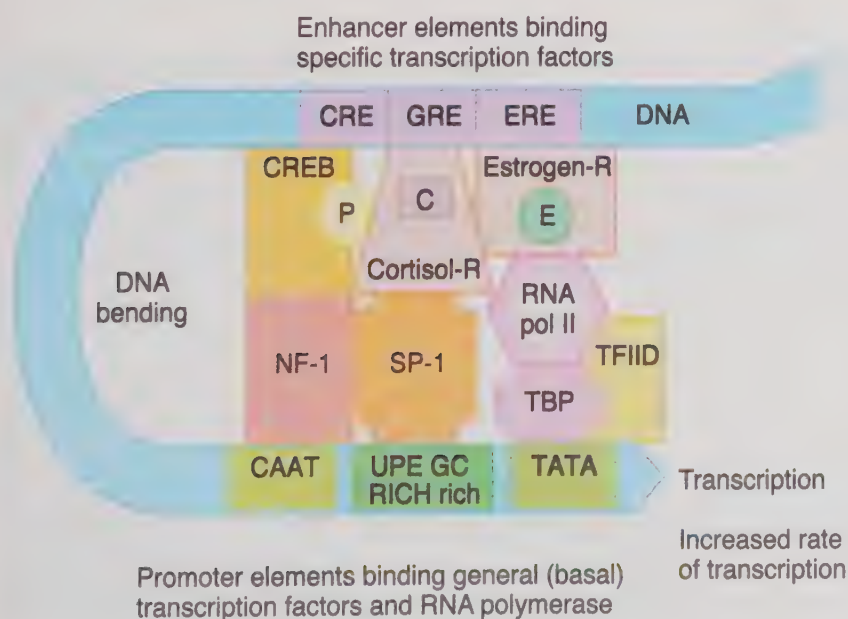 Enhancer elements binding
specific transcription factors
CRE GRE ERE DNA
CREB Estrogen-R
P C E
Cortisol-R
DNA
bending
RNA
pol II
NF-1 SP-1 TFIID
TBP
CAAT UPE GC TATA
RICH rich
Transcription
Increased rate
of transcription
Promoter elements binding general (basal)
transcription factors and RNA polymerase